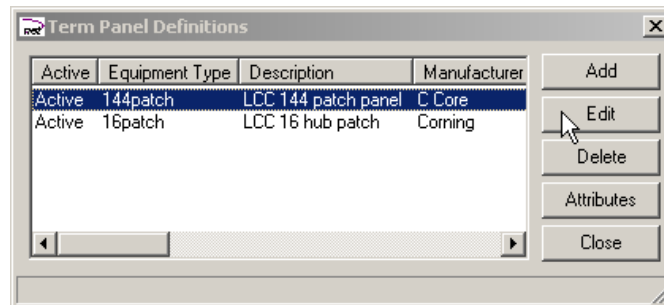 Term Panel Definitions
Active Equipment Type Description Manufacturer
Active 144patch LCC 144 patch panel C Core
Active 16patch LCC 16 hub patch Corning
Add
Edit
Delete
Attributes
Close